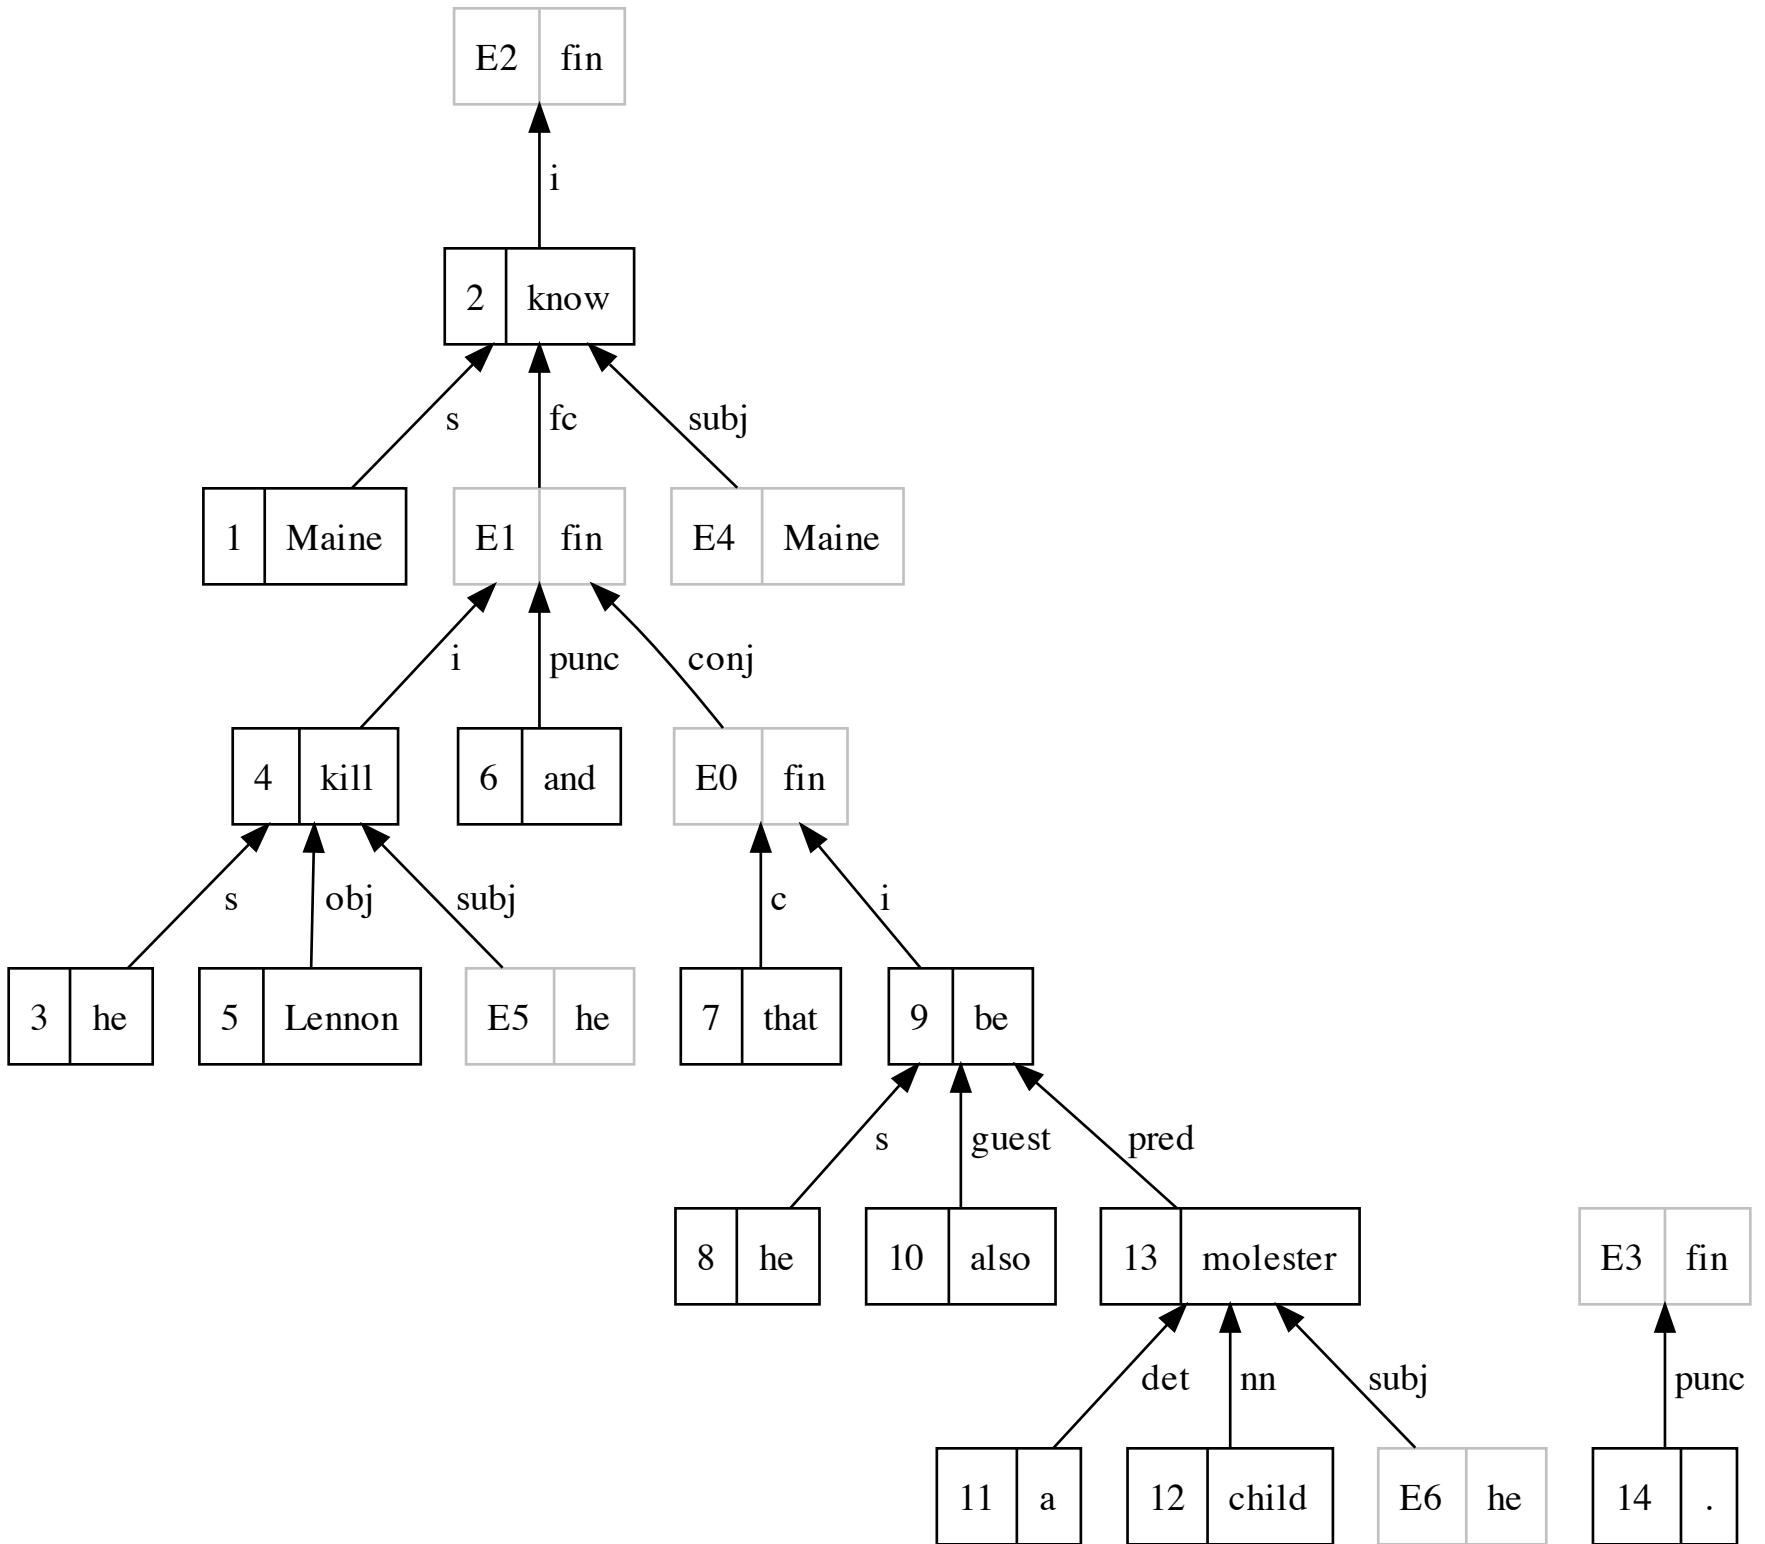 E2 fin
i
2 know
s fc subj
1 Maine E1 fin E4 Maine
i punc conj
4 kill 6 and E0 fin
s obj subj c i
3 he 5 Lennon E5 he 7 that 9 be
s guest pred
8 he 10 also 13 molester E3 fin
det nn subj punc
11 a 12 child E6 he 14 .